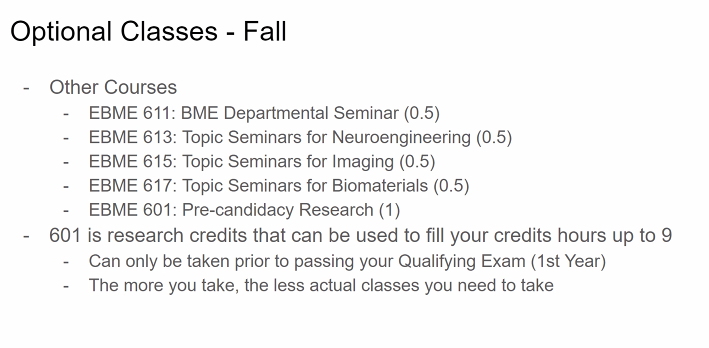 Optional Classes - Fall
- Other Courses
- EBME 611: BME Departmental Seminar (0.5)
- EBME 613: Topic Seminars for Neuroengineering (0.5)
- EBME 615: Topic Seminars for Imaging (0.5)
- EBME 617: Topic Seminars for Biomaterials (0.5)
- EBME 601: Pre-candidacy Research (1)
- 601 is research credits that can be used to fill your credits hours up to 9
- Can only be taken prior to passing your Qualifying Exam (1st Year)
- The more you take, the less actual classes you need to take